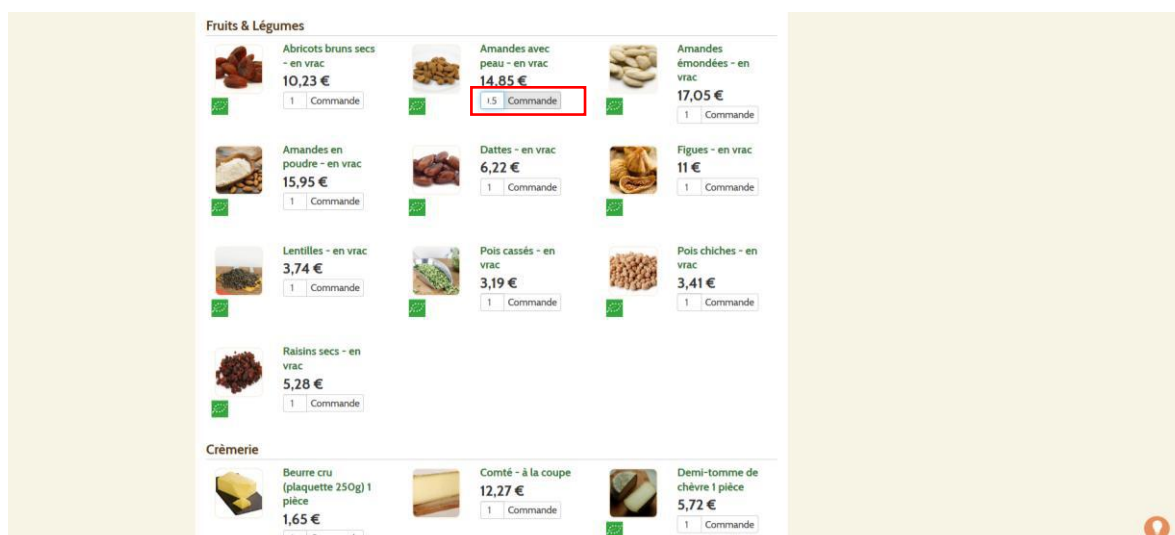 Fruits & Légumes
Abricots bruns secs
- en vrac
10,23 €
1 Commande
Amandes avec
peau - en vrac
14,85 €
.5 Commande
Amandes
émondées - en
vrac
17,05 €
1 Commande
Amandes en
poudre - en vrac
15,95 €
1 Commande
Dattes - en vrac
6,22 €
1 Commande
Figues - en vrac
11 €
1 Commande
Lentilles - en vrac
3,74 €
1 Commande
Pois cassés - en
vrac
3,19 €
1 Commande
Pois chiches - en
vrac
3,41 €
1 Commande
Raisins secs - en
vrac
5,28 €
1 Commande
Crèmerie
Beurre cru
(plaquette 250g) 1
pièce
1,65 €
Comté - à la coupe
12,27 €
1 Commande
Demi-tomme de
chèvre 1 pièce
5,72 €
1 Commande